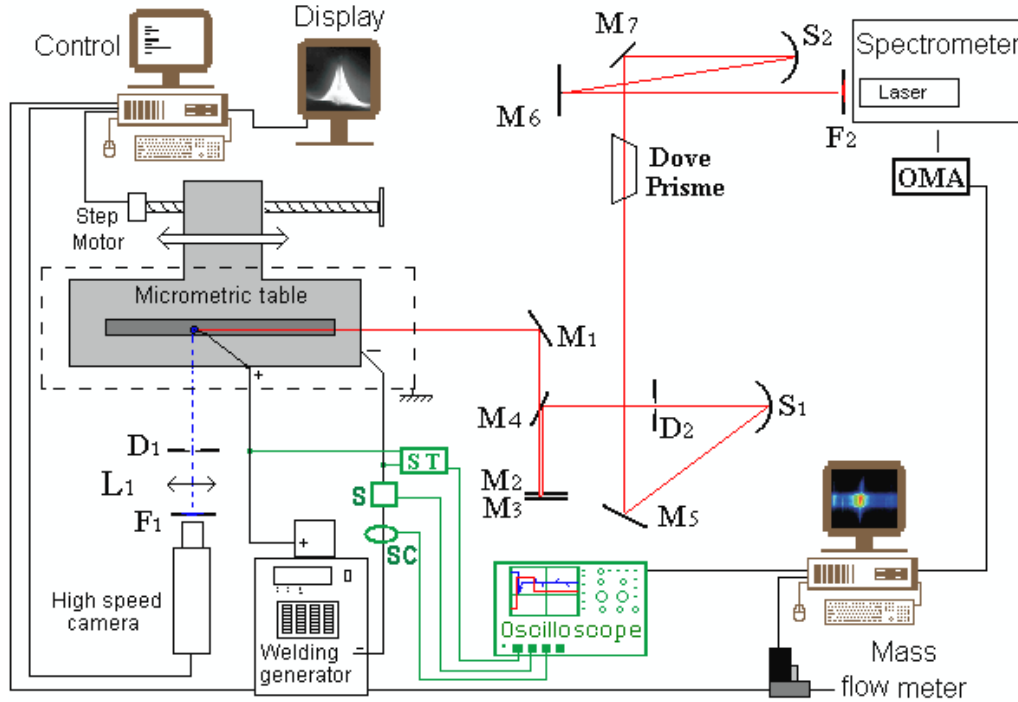 Control
Display
M7
S2
Spectrometer
Laser
M6
F2
Dove
Prisme
OMA
Step
Motor
Micrometric table
M1
+
−
M4
D2
S1
D1
L1
F1
ST
S
SC
M2
M3
M5
+
High speed
camera
Welding
generator
−
Oscilloscope
Mass
flow meter